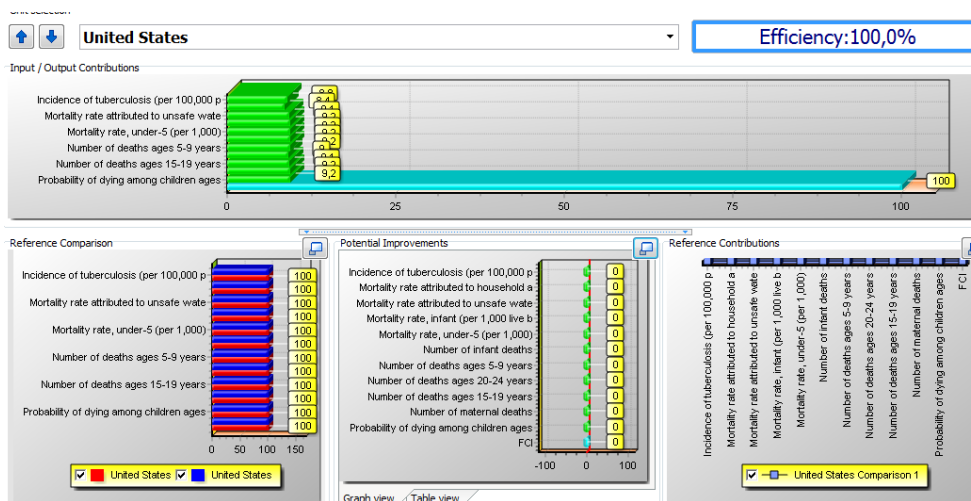 United States
Efficiency:100,0%
Input / Output Contributions
Incidence of tuberculosis (per 100,000 p
Mortality rate attributed to unsafe wate
Mortality rate, under-5 (per 1,000)
Number of deaths ages 5-9 years
Number of deaths ages 15-19 years
Probability of dying among children ages
9,2
100
0
25
50
75
100
Reference Comparison
Incidence of tuberculosis (per 100,000 p
Mortality rate attributed to unsafe wate
Mortality rate, under-5 (per 1,000)
Number of deaths ages 5-9 years
Number of deaths ages 15-19 years
Probability of dying among children ages
100
100
100
100
100
100
100
100
100
100
100
100
0
50
100
150
United States
United States
Potential Improvements
Incidence of tuberculosis (per 100,000 p
0
Mortality rate attributed to household a
0
Mortality rate attributed to unsafe wate
0
Mortality rate, infant (per 1,000 live b
0
Mortality rate, under-5 (per 1,000)
0
Number of infant deaths
0
Number of deaths ages 5-9 years
0
Number of deaths ages 20-24 years
0
Number of deaths ages 15-19 years
0
Number of maternal deaths
0
Probability of dying among children ages
0
FCI
0
-100
0
100
Graph view
Table view
Reference Contributions
Incidence of tuberculosis (per 100,000 p
Mortality rate attributed to household a
Mortality rate attributed to unsafe wate
Mortality rate, infant (per 1,000 live b
Mortality rate, under-5 (per 1,000)
Number of infant deaths
Number of deaths ages 5-9 years
Number of deaths ages 20-24 years
Number of deaths ages 15-19 years
Number of maternal deaths
Probability of dying among children ages
FCI
United States Comparison 1